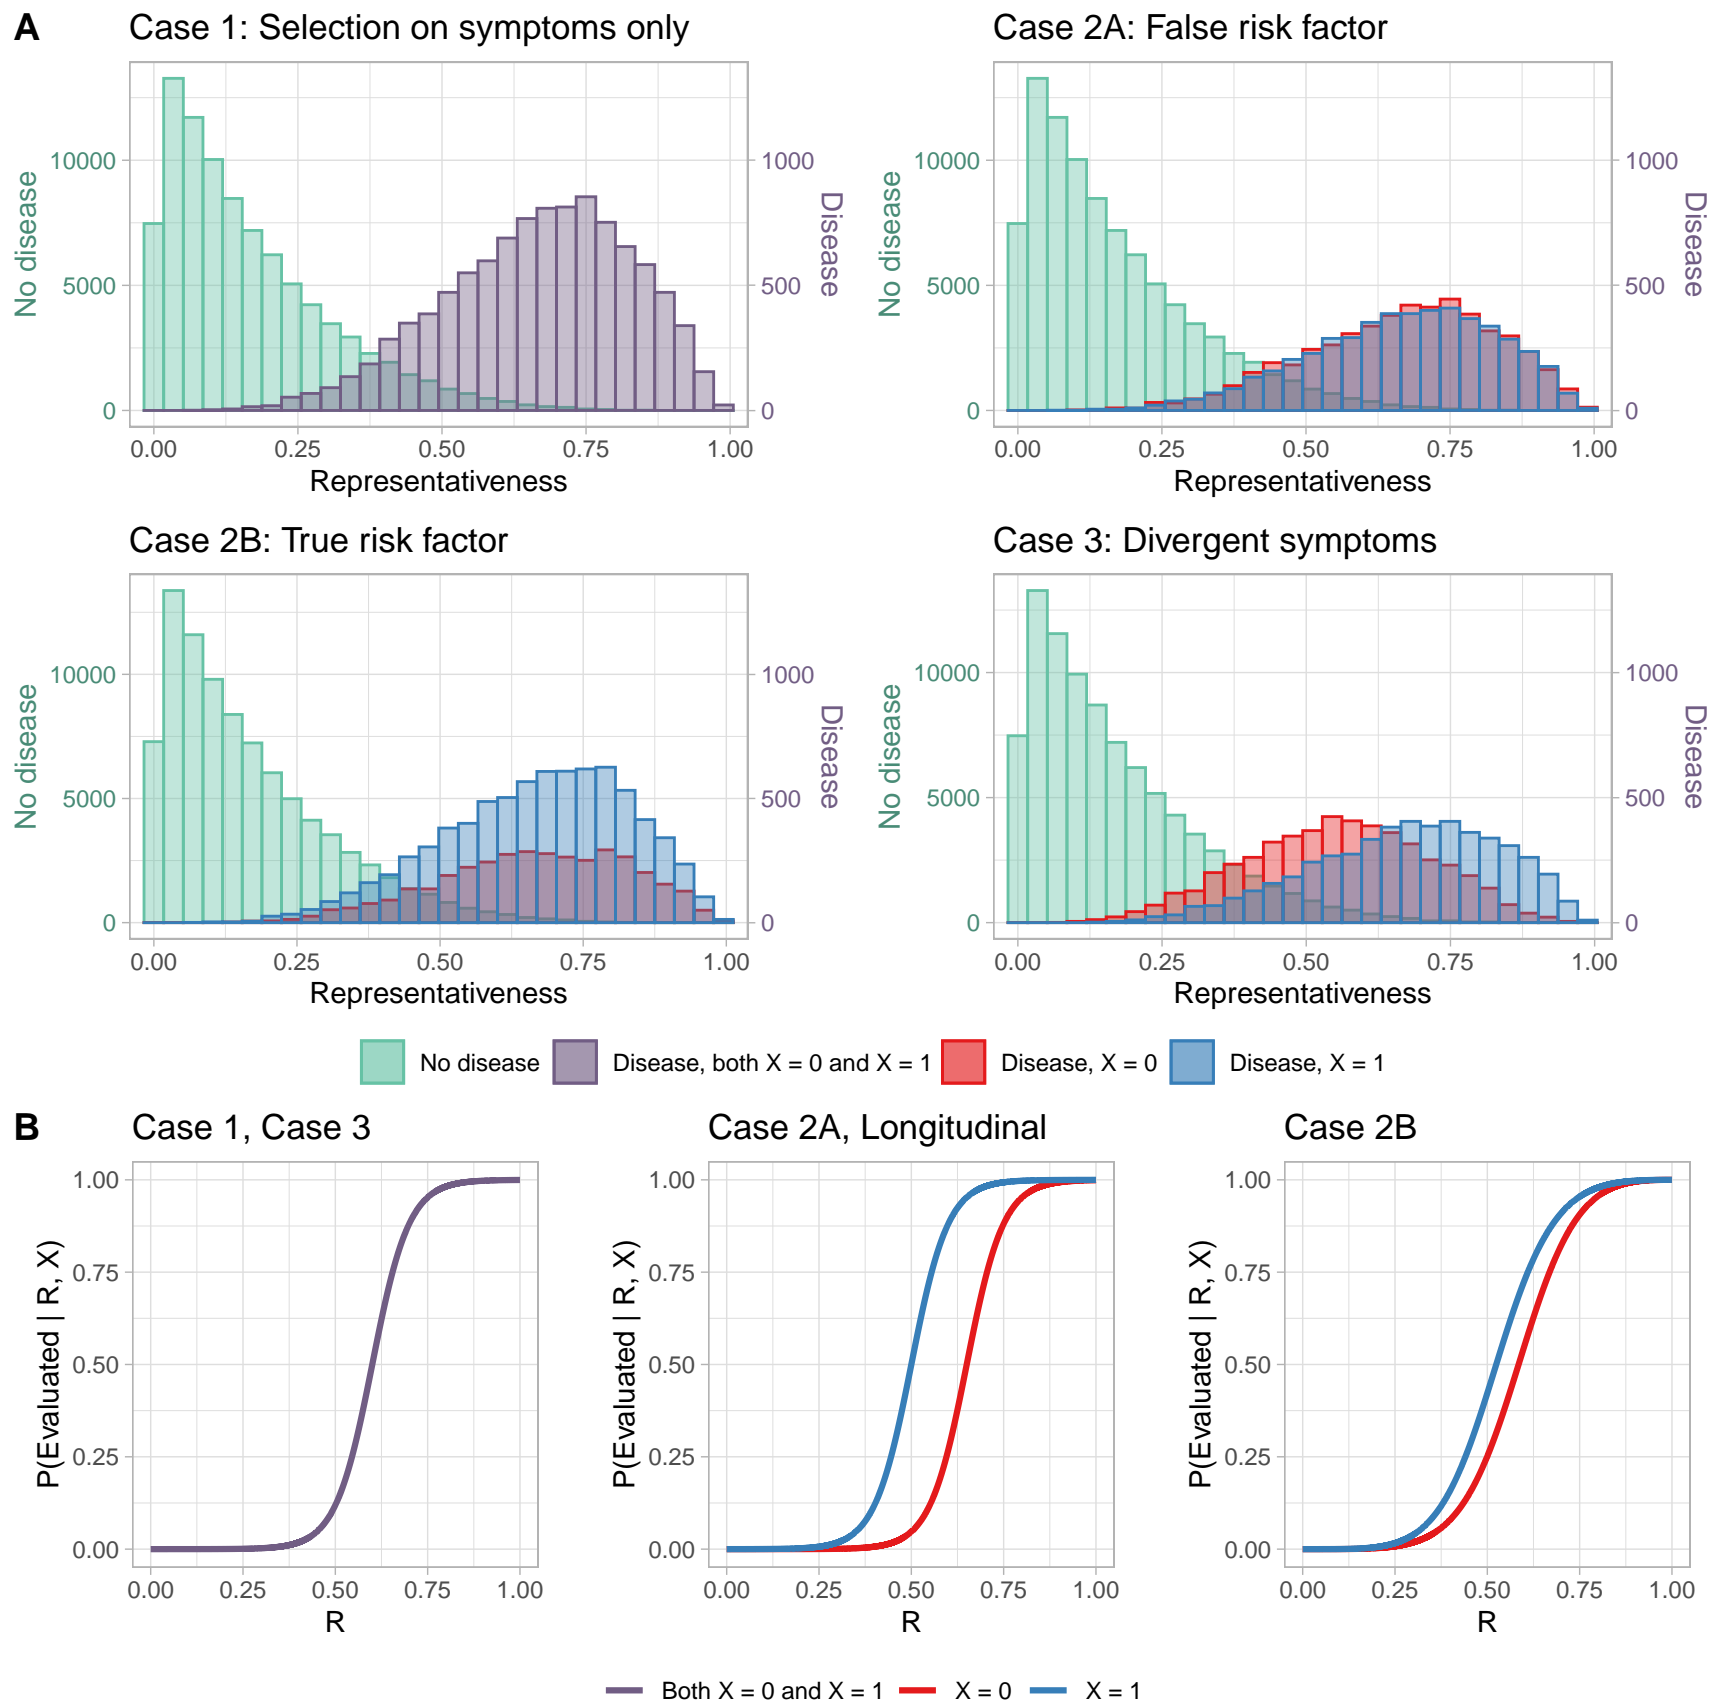 A
Case 1: Selection on symptoms only
No disease
10000
5000
0
1000
500
0
Disease
0.00 0.25 0.50 0.75 1.00
Representativeness
Case 2A: False risk factor
No disease
10000
5000
0
1000
500
0
Disease
0.00 0.25 0.50 0.75 1.00
Representativeness
Case 2B: True risk factor
No disease
10000
5000
0
1000
500
0
Disease
0.00 0.25 0.50 0.75 1.00
Representativeness
Case 3: Divergent symptoms
No disease
10000
5000
0
1000
500
0
Disease
0.00 0.25 0.50 0.75 1.00
Representativeness
No disease Disease, both X = 0 and X = 1 Disease, X = 0 Disease, X = 1
B
Case 1, Case 3
P(Evaluated | R, X)
1.00
0.75
0.50
0.25
0.00
0.00 0.25 0.50 0.75 1.00
R
Case 2A, Longitudinal
P(Evaluated | R, X)
1.00
0.75
0.50
0.25
0.00
0.00 0.25 0.50 0.75 1.00
R
Case 2B
P(Evaluated | R, X)
1.00
0.75
0.50
0.25
0.00
0.00 0.25 0.50 0.75 1.00
R
Both X = 0 and X = 1 X = 0 X = 1